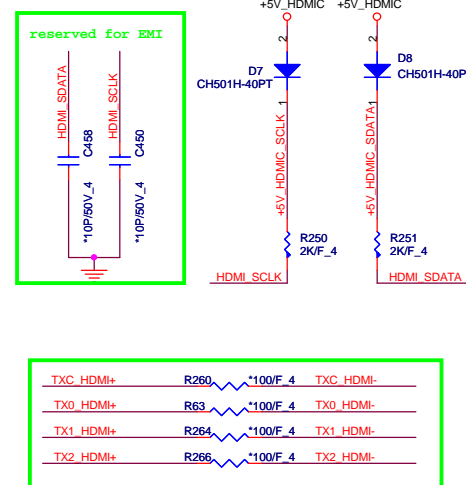 +5V_HDMIC +5V_HDMIC
reserved for EMI
HDMI_SDATA
HDMI_SCLK
C458
C450
*10P/50V_4
*10P/50V_4
2
2
D7
CH501H-40PT
D8
CH501H-40P
1
1
+5V_HDMIC_SCLK
+5V_HDMIC_SDATA
R250
2K/F_4
R251
2K/F_4
HDMI_SCLK
HDMI_SDATA
TXC_HDMI+ R260 *100/F_4 TXC_HDMI-
TX0_HDMI+ R63 *100/F_4 TX0_HDMI-
TX1_HDMI+ R264 *100/F_4 TX1_HDMI-
TX2_HDMI+ R266 *100/F_4 TX2_HDMI-